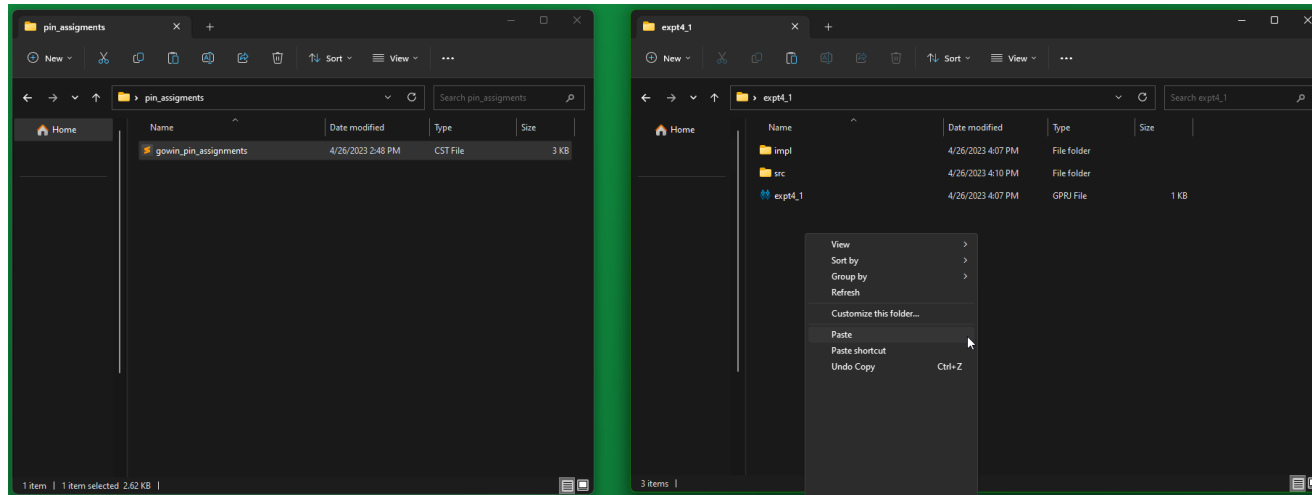 pin_assigments
New
Sort
View
pin_assigments
Search pin_assigments
Home
Name
Date modified
Type
Size
gowin_pin_assignments
4/26/2023 2:48 PM
CST File
3 KB
1 item
1 item selected 2.62 KB
expt4_1
New
Sort
View
expt4_1
Search expt4_1
Home
Name
Date modified
Type
Size
impl
4/26/2023 4:07 PM
File folder
src
4/26/2023 4:10 PM
File folder
expt4_1
4/26/2023 4:07 PM
GPRJ File
1 KB
View
Sort by
Group by
Refresh
Customize this folder...
Paste
Paste shortcut
Undo Copy Ctrl+Z
3 items